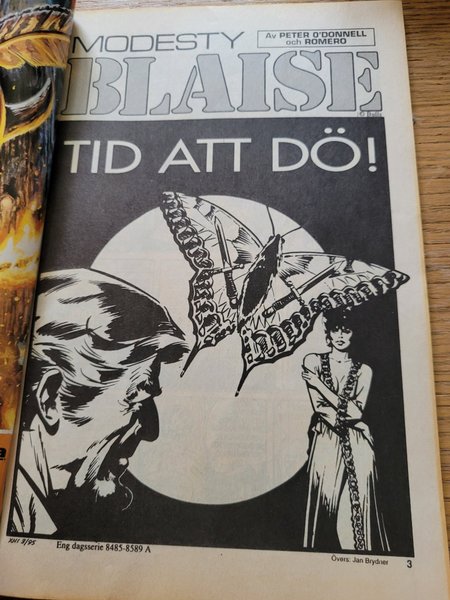 MODESTY
BLAISE
Av PETER O'DONNELL
och ROMERO
© Bulls
TID ATT DÖ!
XHI 3/95
Eng dagsserie 8485-8589 A
Övers: Jan Brydner
3